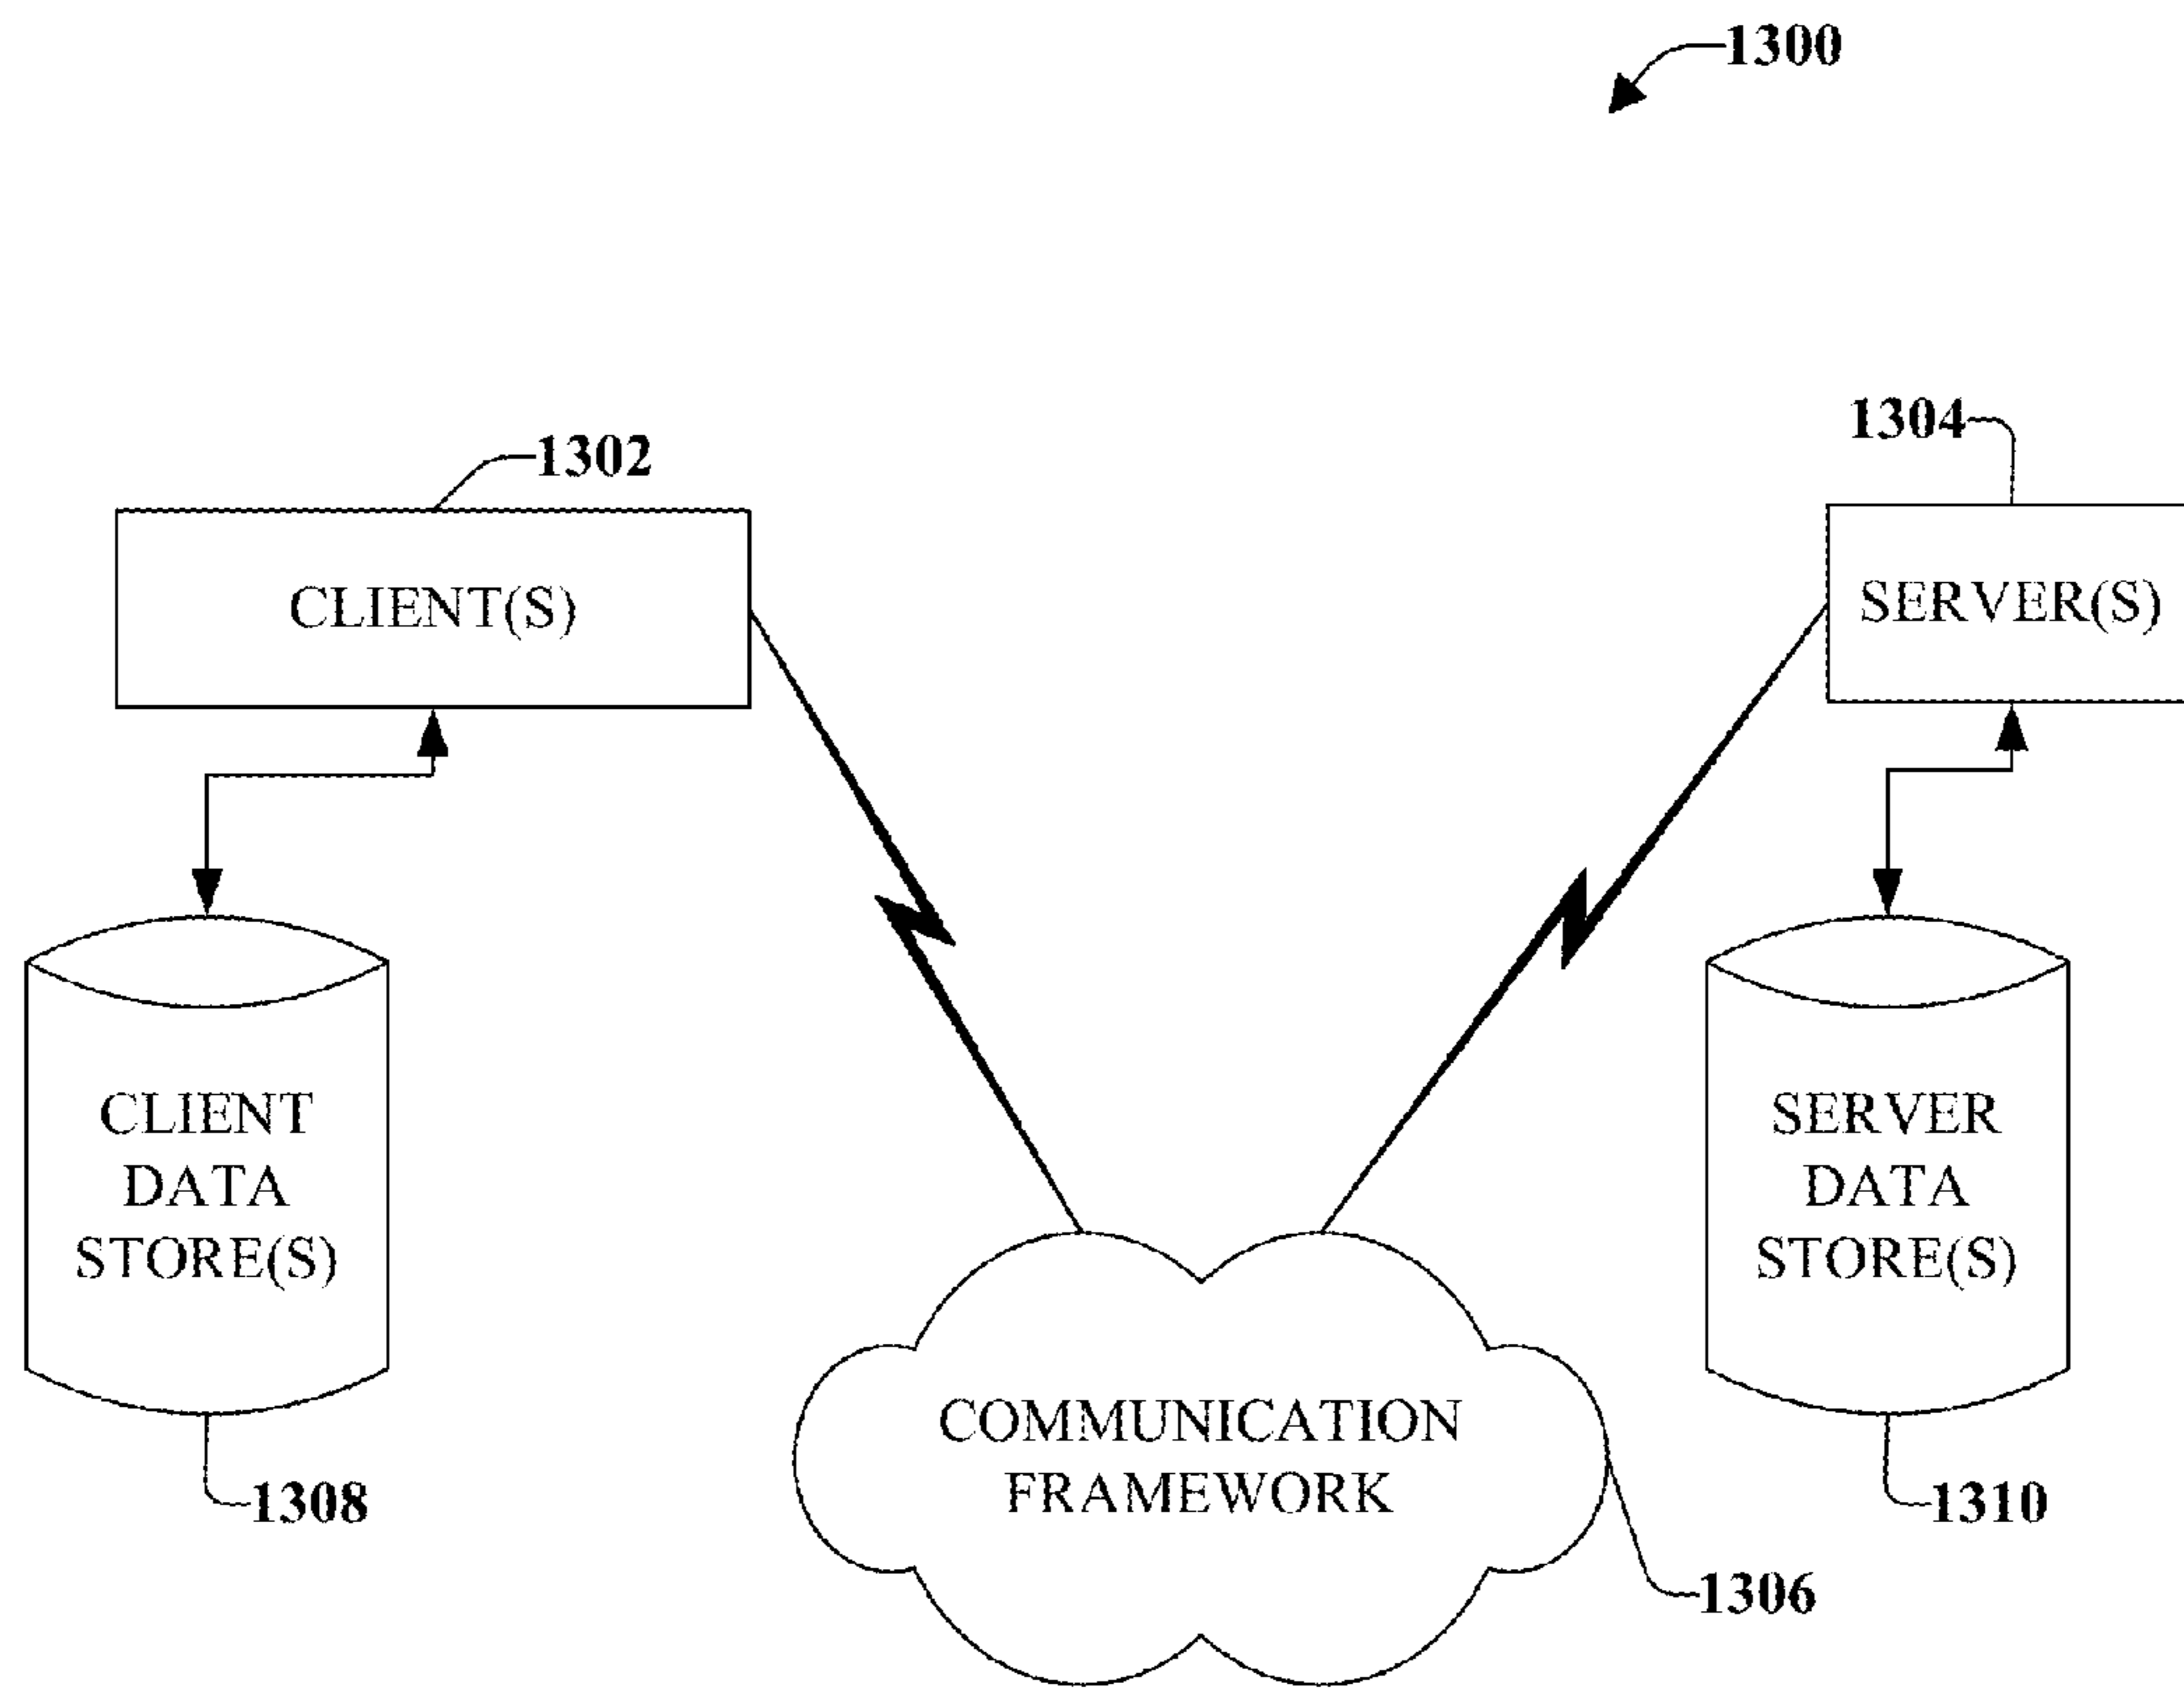 1300
1302
1304
CLIENT(S)
SERVER(S)
CLIENT
DATA
STORE(S)
SERVER
DATA
STORE(S)
COMMUNICATION
FRAMEWORK
1308
1310
1306